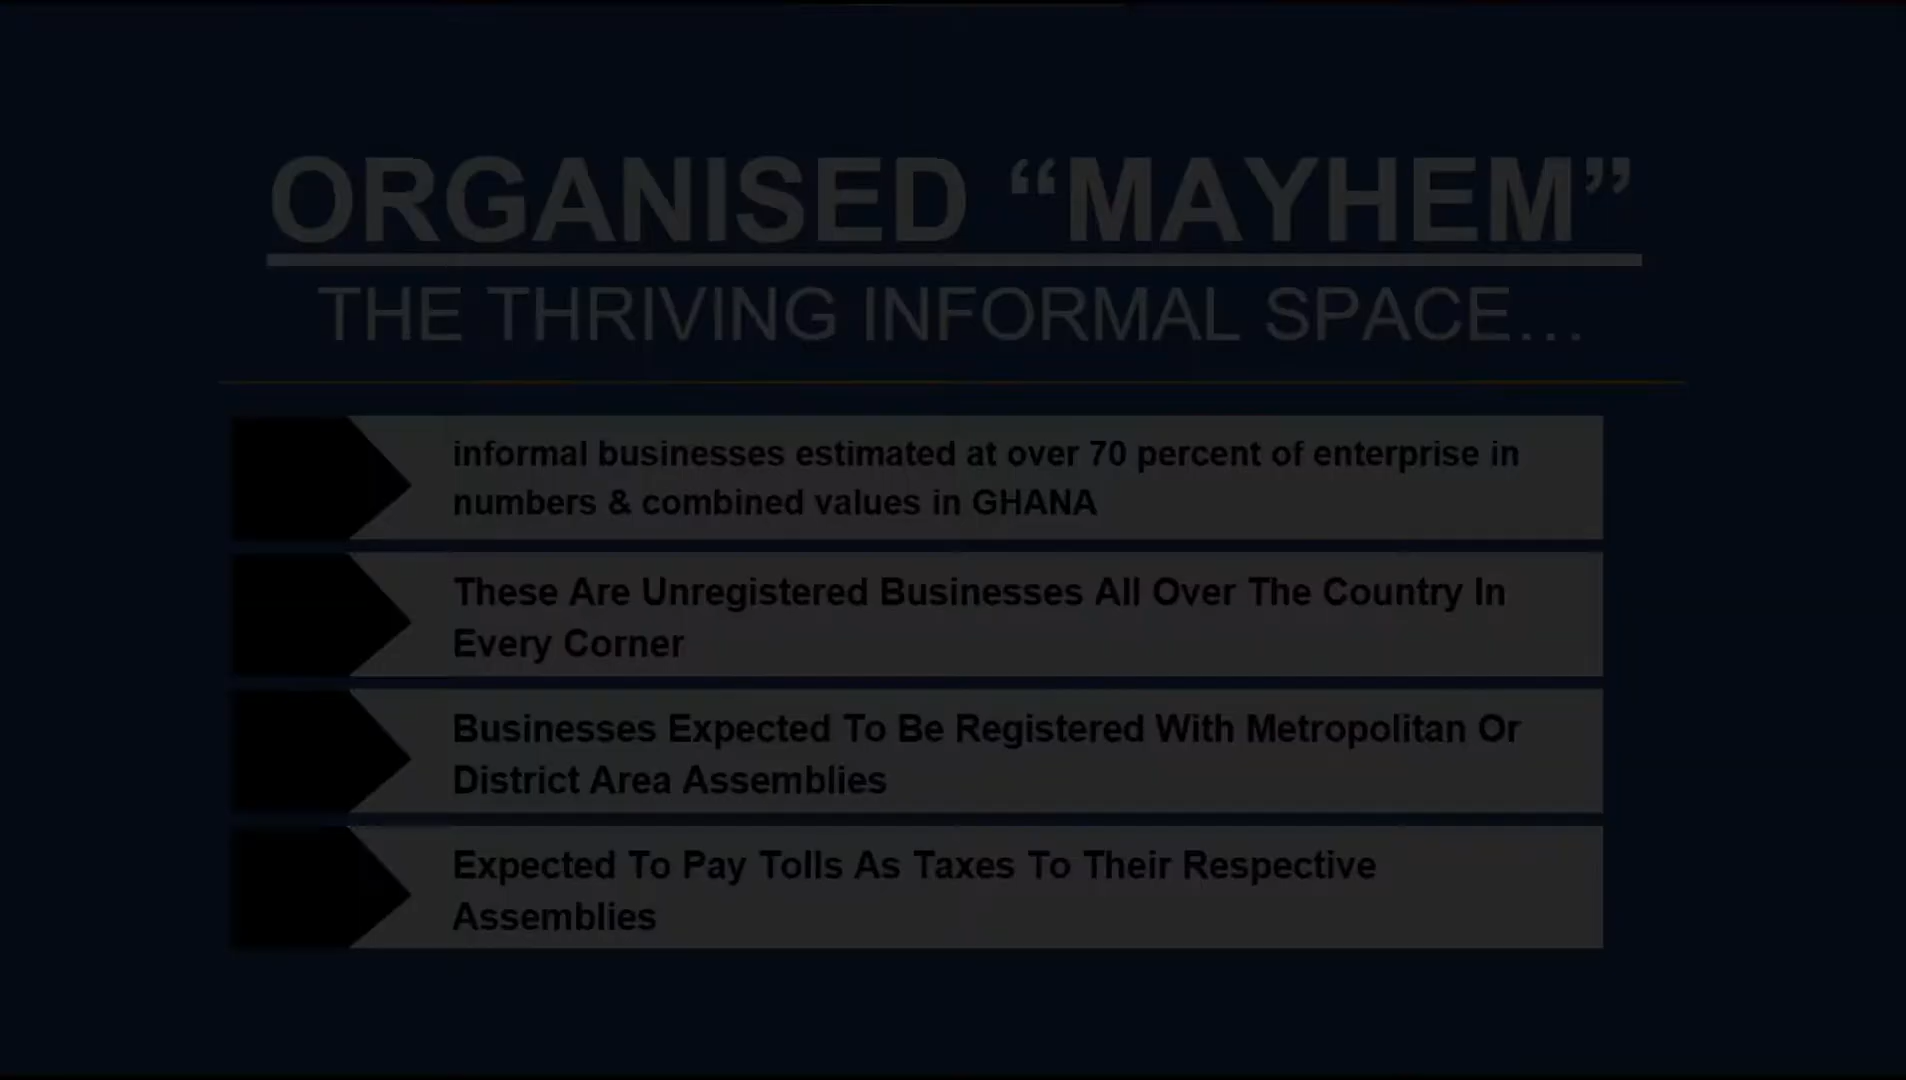 ORGANISED “MAYHEM”
THE THRIVING INFORMAL SPACE…
informal businesses estimated at over 70 percent of enterprise in
numbers & combined values in GHANA
These Are Unregistered Businesses All Over The Country In
Every Corner
Businesses Expected To Be Registered With Metropolitan Or
District Area Assemblies
Expected To Pay Tolls As Taxes To Their Respective
Assemblies